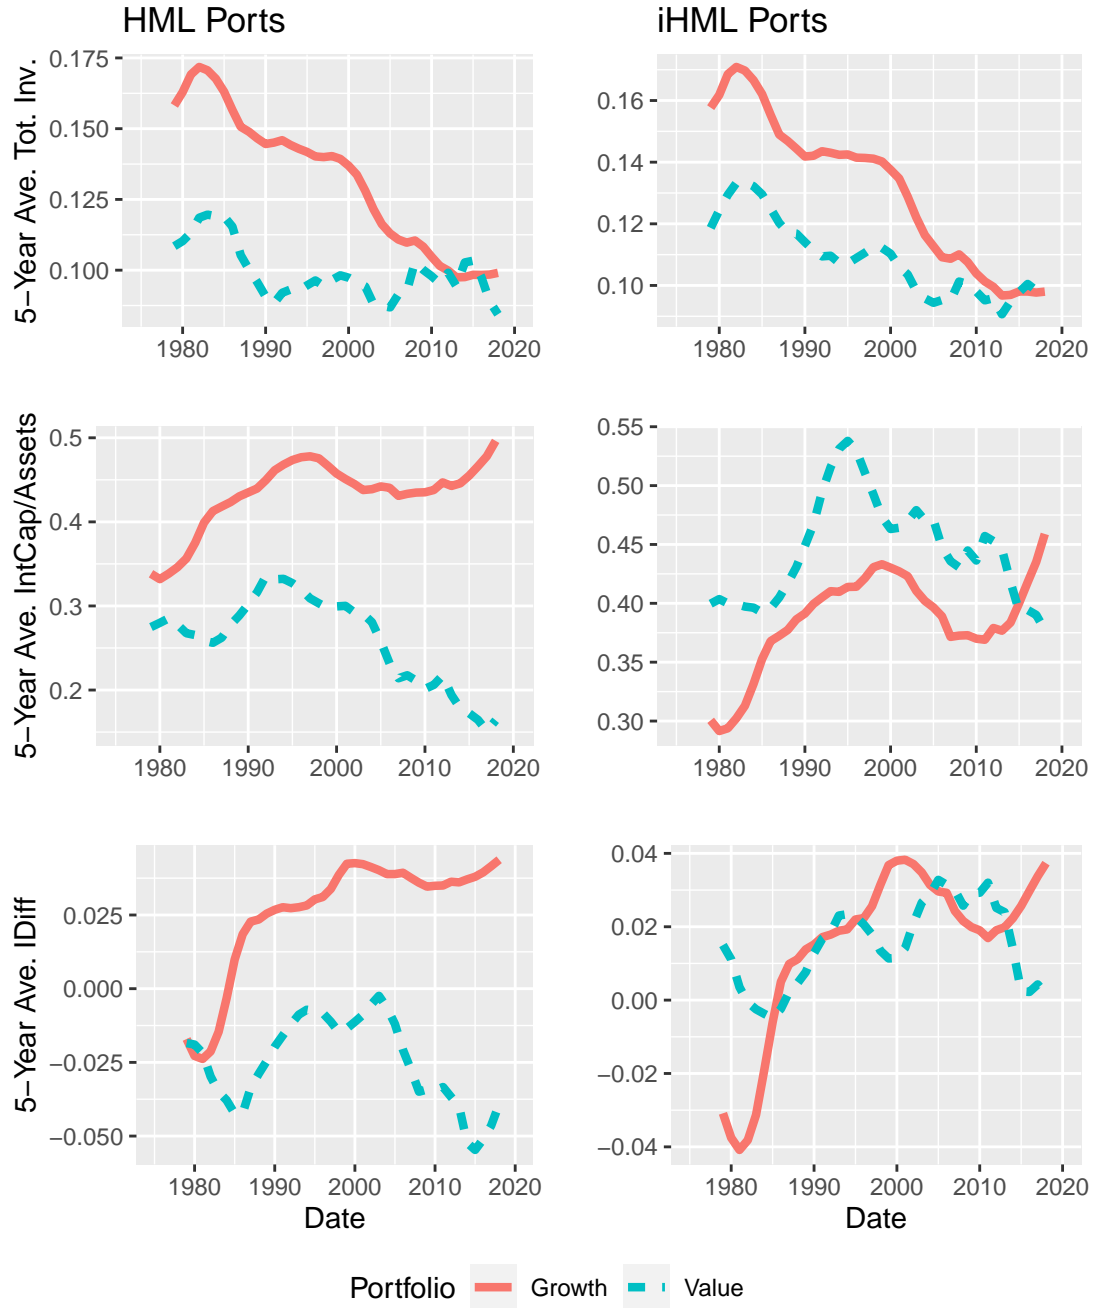 HML Ports
iHML Ports
5−Year Ave. Tot. Inv.
0.175
0.150
0.125
0.100
1980 1990 2000 2010 2020
0.16
0.14
0.12
0.10
1980 1990 2000 2010 2020
5−Year Ave. IntCap/Assets
0.5
0.4
0.3
0.2
1980 1990 2000 2010 2020
0.55
0.50
0.45
0.40
0.35
0.30
1980 1990 2000 2010 2020
5−Year Ave. IDiff
0.025
0.000
−0.025
−0.050
1980 1990 2000 2010 2020
Date
0.04
0.02
0.00
−0.02
−0.04
1980 1990 2000 2010 2020
Date
Portfolio Growth Value